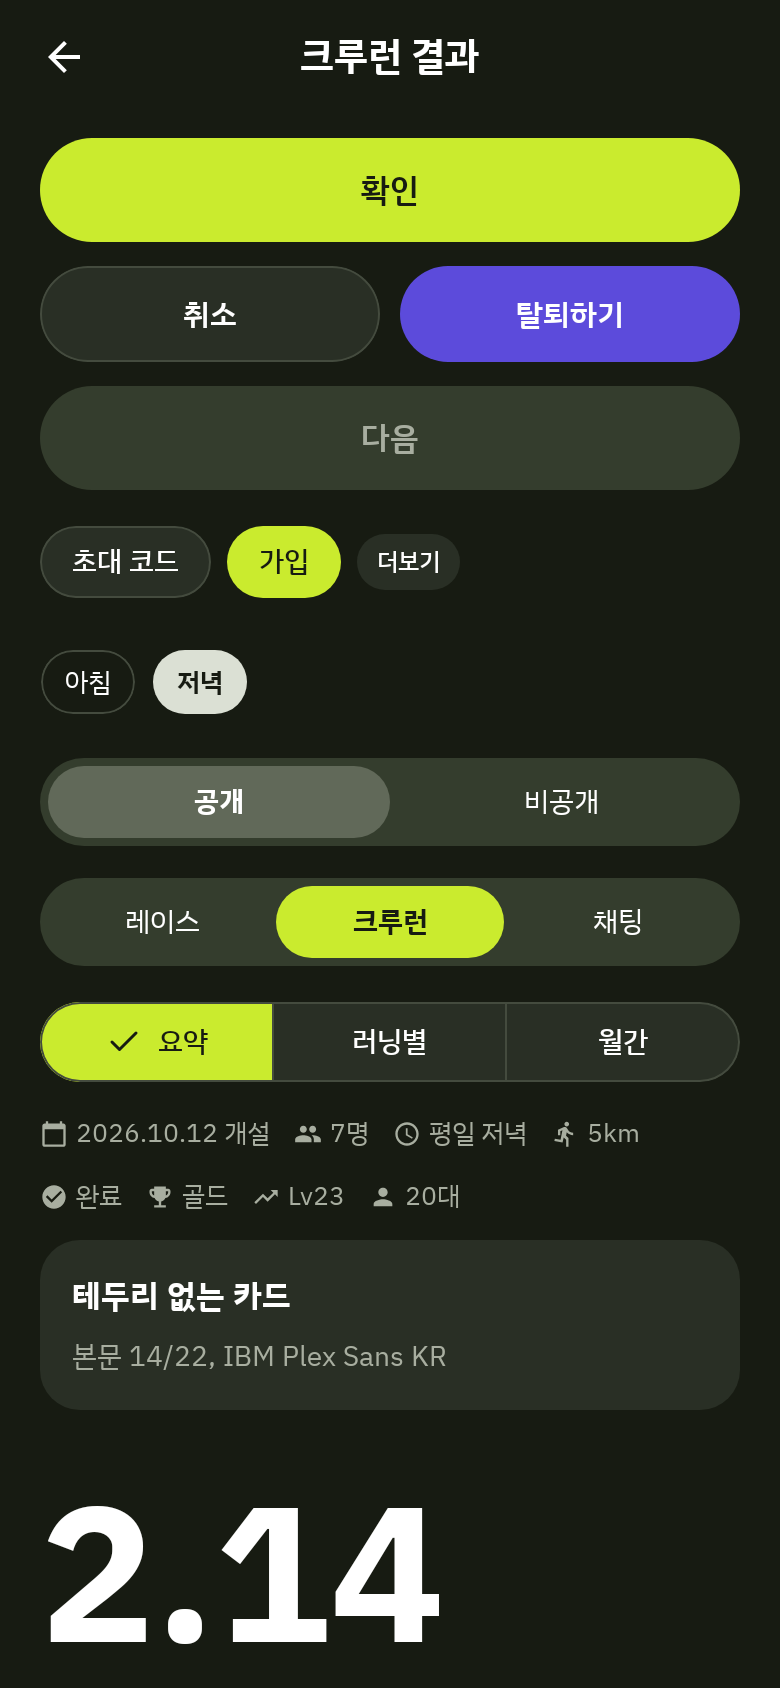 크루런 결과
확인
취소 탈퇴하기
다음
초대 코드 가입 더보기
아침 저녁
공개 비공개
레이스 크루런 채팅
요약 러닝별 월간
2026.10.12 개설 7명 평일 저녁 5km
완료 골드 Lv23 20대
테두리 없는 카드
본문 14/22, IBM Plex Sans KR
2.14